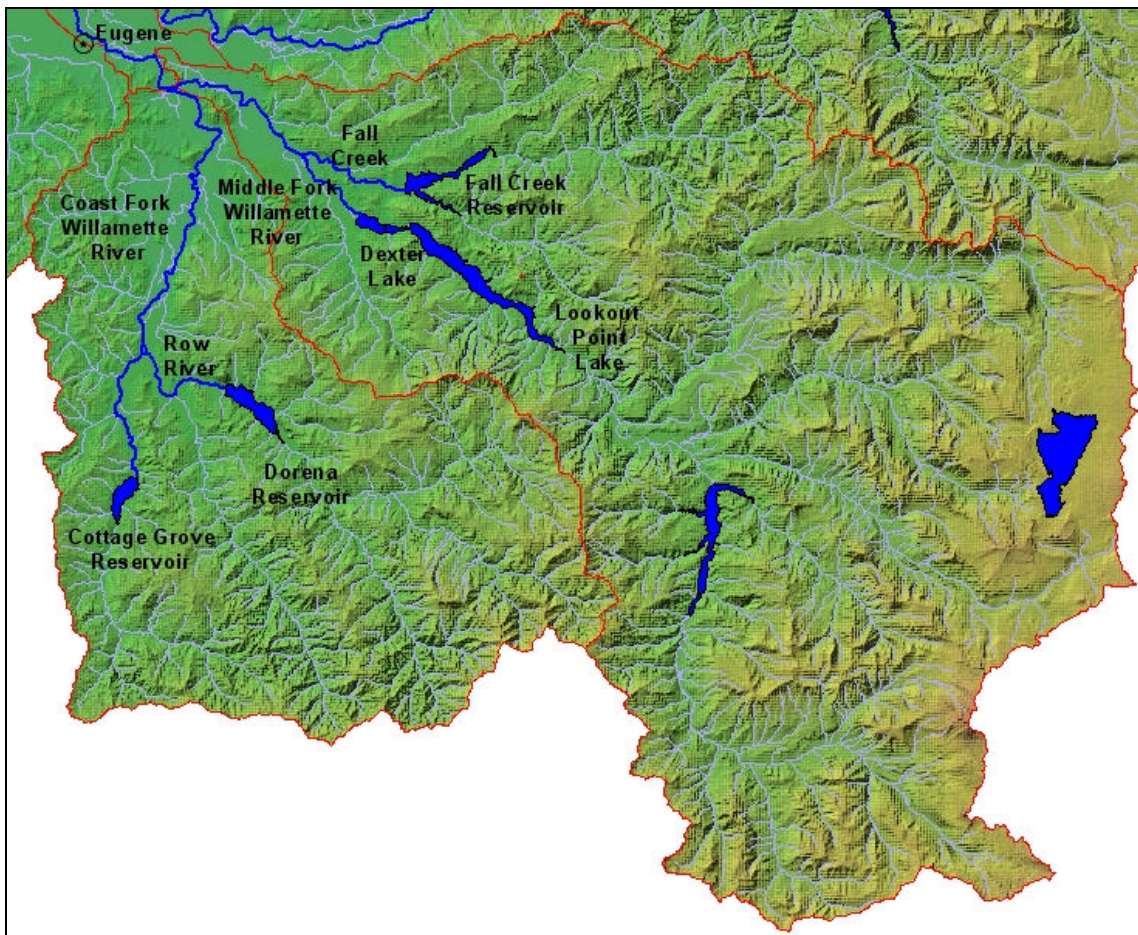 Eugene
Fall
Creek
Fall Creek
Reservoir
Middle Fork
Willamette
River
Coast Fork
Willamette
River
Dexter
Lake
Lookout
Point
Lake
Row
River
Dorena
Reservoir
Cottage Grove
Reservoir